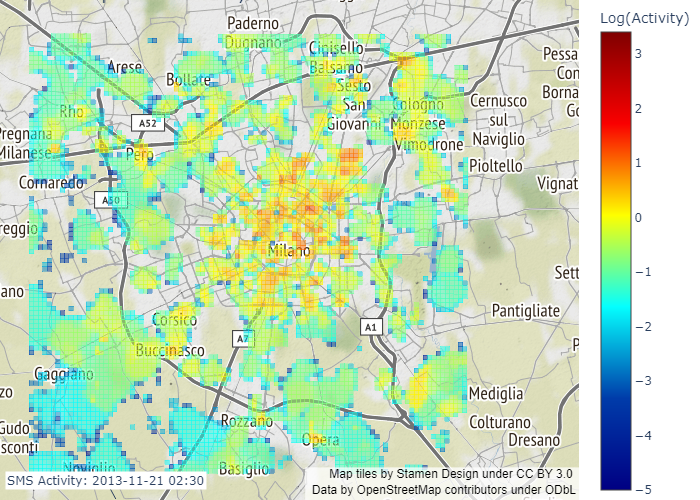 Log(Activity)
Paderno
Dugnano
Cinisello
Balsamo
Arese
Bollate
Sesto
San
Giovanni
Rho
A52
Cologno
Monzese
Cernusco
sul
Naviglio
Pessa
Con
Borna
Go
Pregnana
Milanese
Pero
Vimodrone
Pioltello
Cornaredo
A50
Vignat
reggio
Milano
ano
Sett
Pantigliate
Corsico
A7
A1
Buccinasco
P
Gaggiano
zo
Mediglia
Gudo
sconti
Rozzano
Opera
Colturano
Dresano
Noviglio
Basiglio
SMS Activity: 2013-11-21 02:30
Map tiles by Stamen Design under CC BY 3.0
Data by OpenStreetMap contributors under ODbL
3
2
1
0
−1
−2
−3
−4
−5